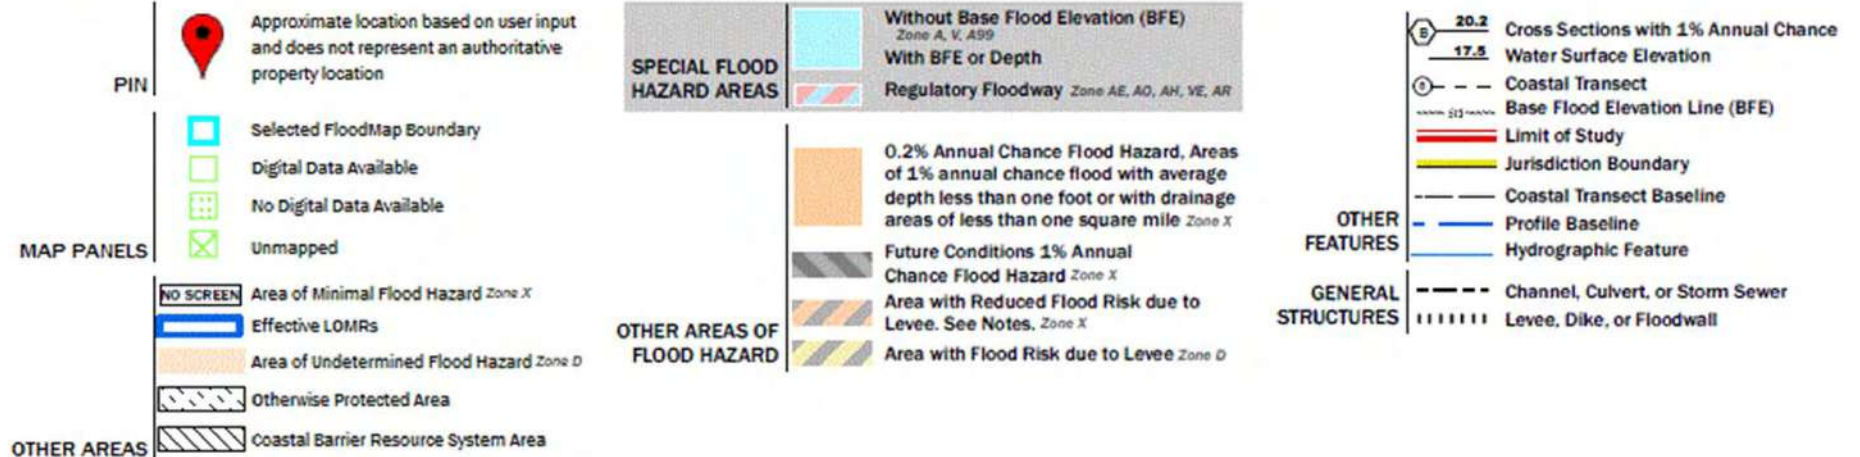 PIN
Approximate location based on user input
and does not represent an authoritative
property location
MAP PANELS
Selected FloodMap Boundary
Digital Data Available
No Digital Data Available
Unmapped
OTHER AREAS
NO SCREEN Area of Minimal Flood Hazard Zone X
Effective LOMRs
Area of Undetermined Flood Hazard Zone D
Otherwise Protected Area
Coastal Barrier Resource System Area
SPECIAL FLOOD
HAZARD AREAS
Without Base Flood Elevation (BFE)
Zone A, V, A99
With BFE or Depth
Regulatory Floodway Zone AE, AO, AH, VE, AR
OTHER AREAS OF
FLOOD HAZARD
0.2% Annual Chance Flood Hazard, Areas
of 1% annual chance flood with average
depth less than one foot or with drainage
areas of less than one square mile Zone X
Future Conditions 1% Annual
Chance Flood Hazard Zone X
Area with Reduced Flood Risk due to
Levee. See Notes. Zone X
Area with Flood Risk due to Levee Zone D
OTHER
FEATURES
B 20.2 Cross Sections with 1% Annual Chance
17.5 Water Surface Elevation
8 Coastal Transect
513 Base Flood Elevation Line (BFE)
Limit of Study
Jurisdiction Boundary
Coastal Transect Baseline
Profile Baseline
Hydrographic Feature
GENERAL
STRUCTURES
Channel, Culvert, or Storm Sewer
Levee, Dike, or Floodwall